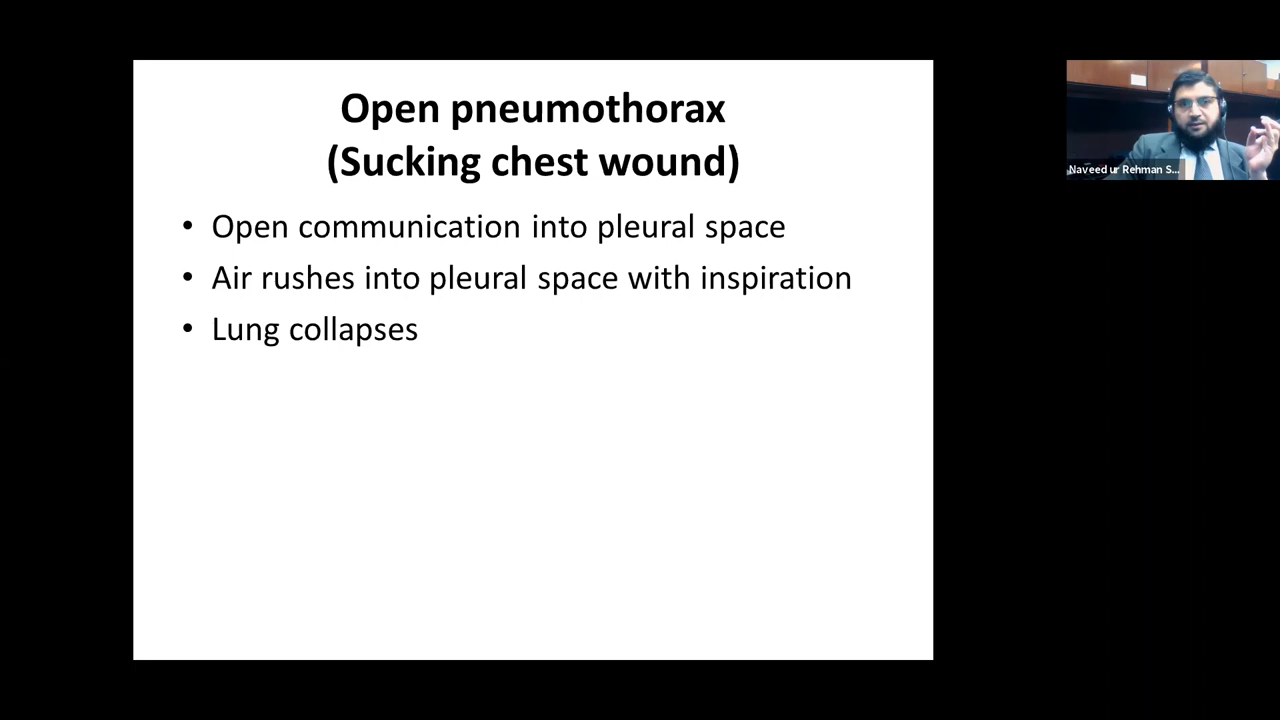 Open pneumothorax
(Sucking chest wound)
• Open communication into pleural space
• Air rushes into pleural space with inspiration
• Lung collapses
Naveed ur Rehman S...